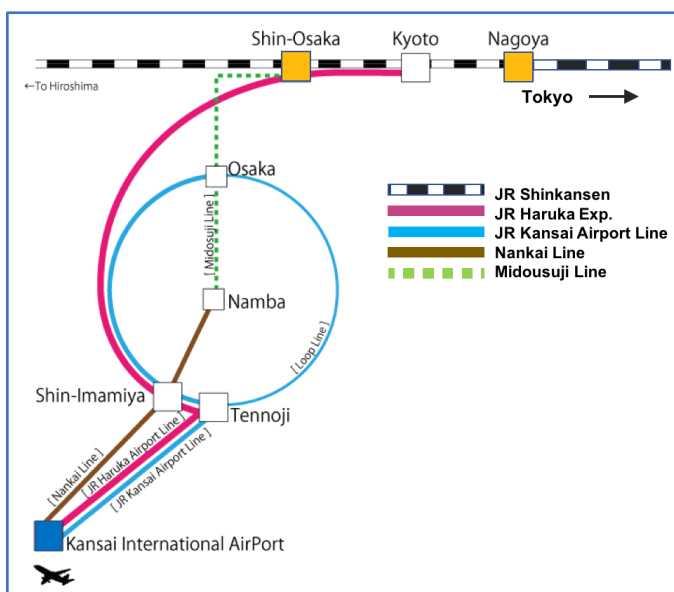 Shin-Osaka
Kyoto
Nagoya
←To Hiroshima
Tokyo
Osaka
JR Shinkansen
JR Haruka Exp.
JR Kansai Airport Line
Nankai Line
Midousuji Line
[ Midosuji Line ]
Namba
[ Loop Line ]
Shin-Imamiya
Tennoji
[ Nankai Line ]
[ JR Haruka Airport Line ]
[ JR Kansai Airport Line ]
Kansai International AirPort